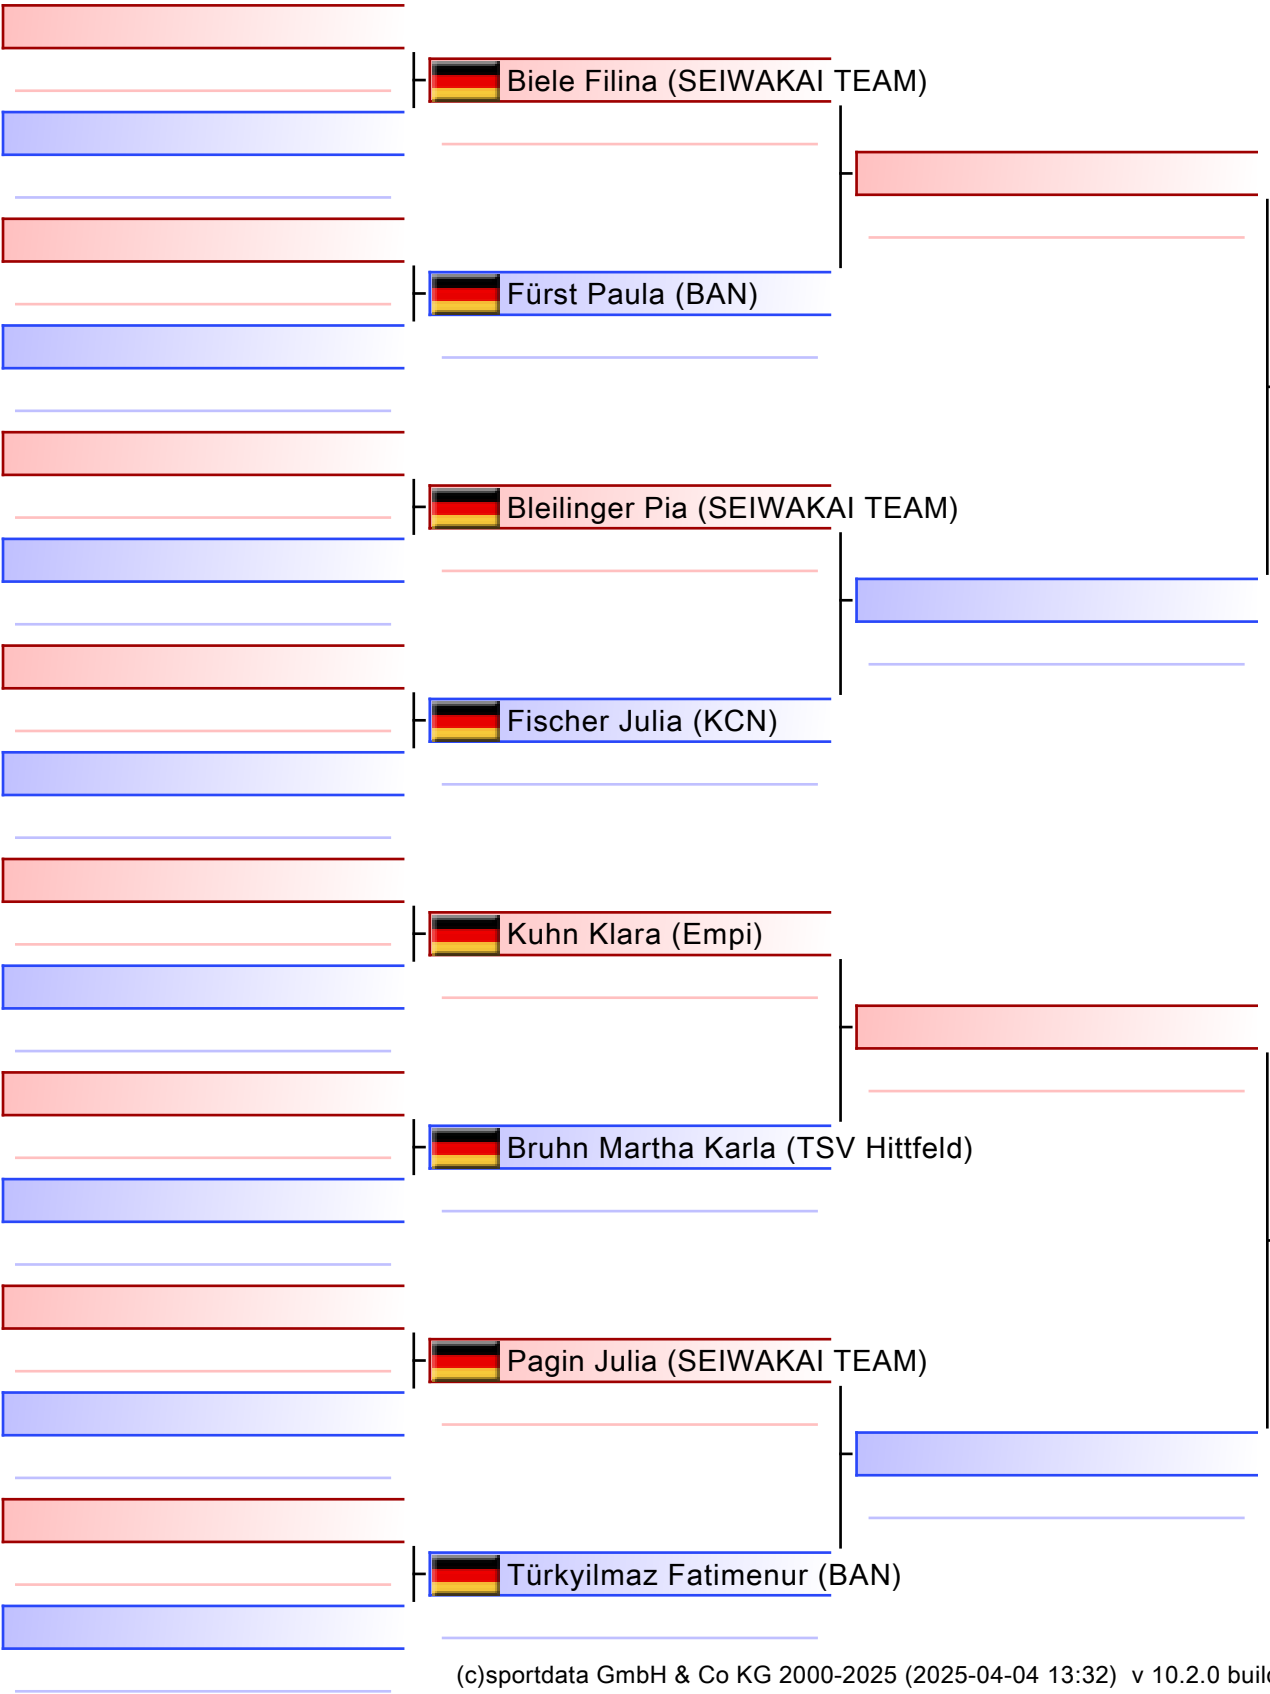 Biele Filina (SEIWAKAI TEAM)
Fürst Paula (BAN)
Bleilinger Pia (SEIWAKAI TEAM)
Fischer Julia (KCN)
Kuhn Klara (Empi)
Bruhn Martha Karla (TSV Hittfeld)
Pagin Julia (SEIWAKAI TEAM)
Türkyilmaz Fatimenur (BAN)
(c)sportdata GmbH & Co KG 2000-2025 (2025-04-04 13:32) v 10.2.0